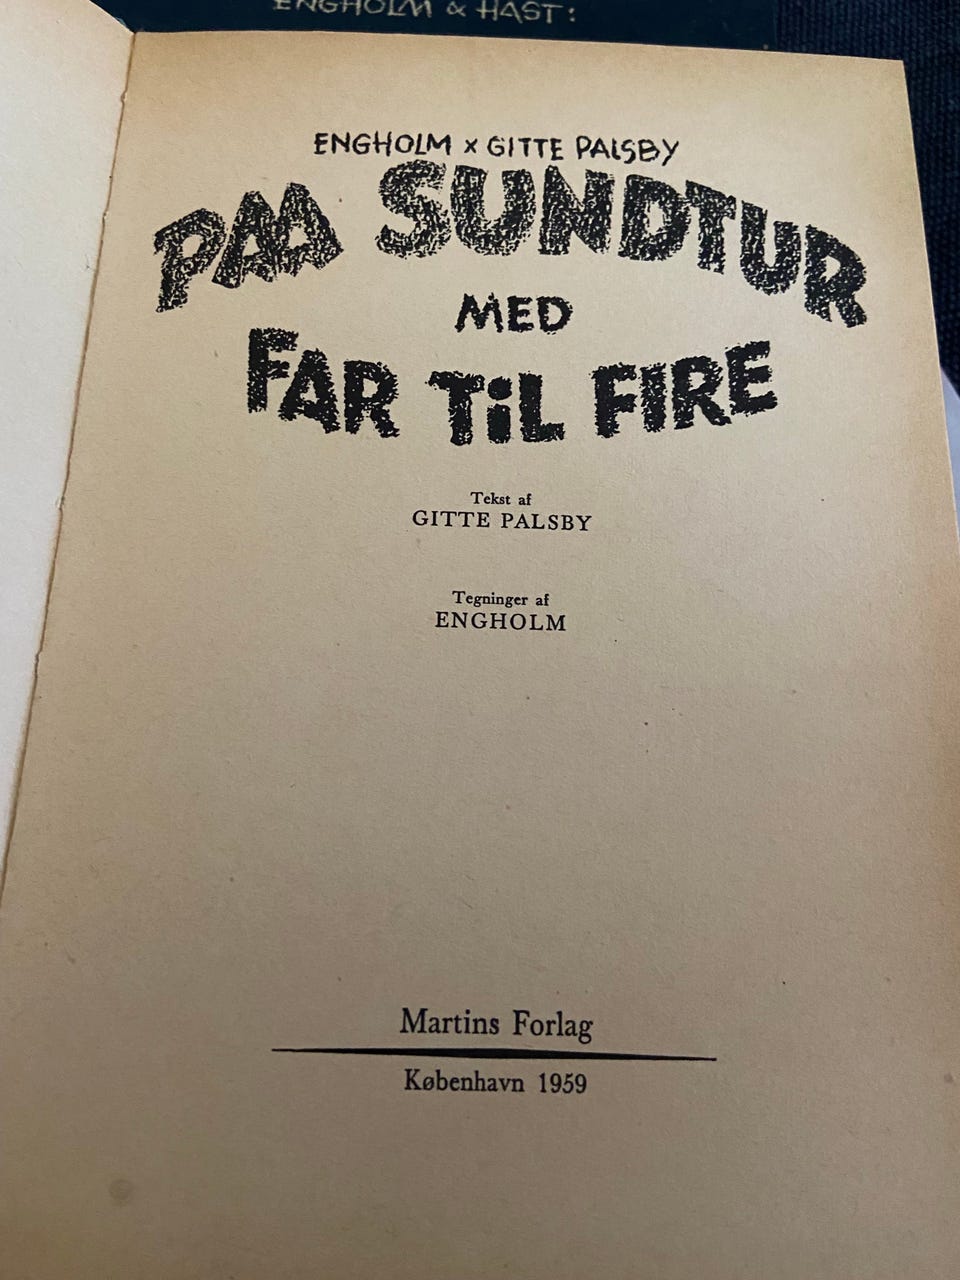 ENGHOLM & HAST:
ENGHOLM x GITTE PALSBY
PAA SUNDTUR
MED
FAR TiL FIRE
Tekst af
GITTE PALSBY
Tegninger af
ENGHOLM
Martins Forlag
København 1959